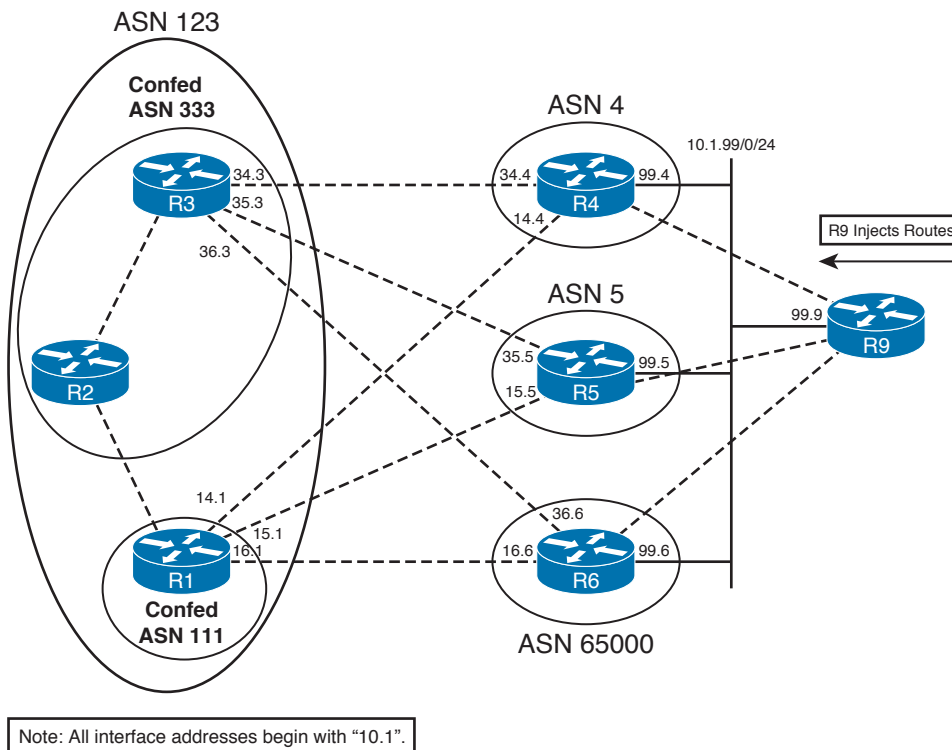 ASN 123
Confed
ASN 333
ASN 4
10.1.99/0/24
34.3
34.4
99.4
R3
35.3
R4
14.4
36.3
R9 Injects Routes
ASN 5
99.9
R9
35.5
99.5
R2
R5
15.5
14.1
36.6
15.1
16.1
16.6
99.6
R1
R6
Confed
ASN 111
ASN 65000
Note: All interface addresses begin with “10.1”.